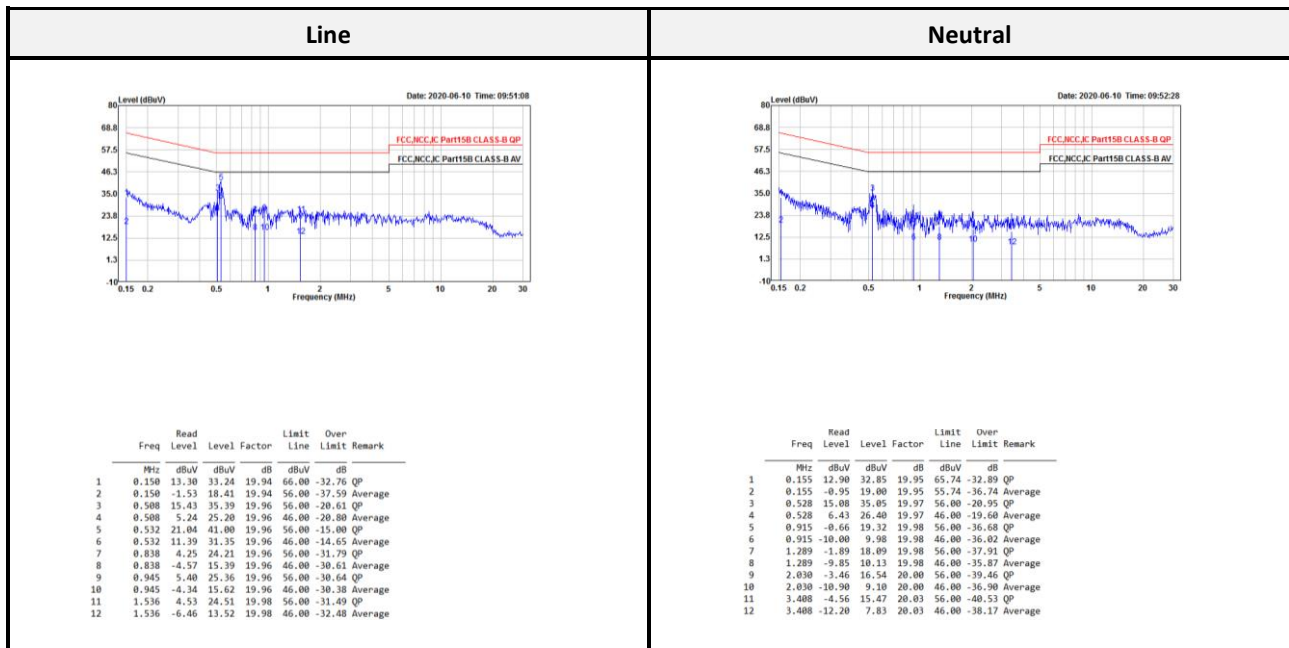 Line
Neutral
Date: 2020-06-10 Time: 09:51:08
Level (dBuV)
80
68.8
57.5
46.3
35.0
23.8
12.5
1.3
-10
FCC,NCC,IC Part15B CLASS-B QP
FCC,NCC,IC Part15B CLASS-B AV
0.15 0.2 0.5 1 2 5 10 20 30
Frequency (MHz)
Date: 2020-06-10 Time: 09:52:28
Level (dBuV)
80
68.8
57.5
46.3
35.0
23.8
12.5
1.3
-10
FCC,NCC,IC Part15B CLASS-B QP
FCC,NCC,IC Part15B CLASS-B AV
0.15 0.2 0.5 1 2 5 10 20 30
Frequency (MHz)
Read Limit Over
Freq Level Level Factor Line Limit Remark
MHz dBuV dBuV dB dBuV dB
1 0.150 13.30 33.24 19.94 66.00 -32.76 QP
2 0.150 -1.53 18.41 19.94 56.00 -37.59 Average
3 0.508 15.43 35.39 19.96 56.00 -20.61 QP
4 0.508 5.24 25.20 19.96 46.00 -20.80 Average
5 0.532 21.04 41.00 19.96 56.00 -15.00 QP
6 0.532 11.39 31.35 19.96 46.00 -14.65 Average
7 0.838 4.25 24.21 19.96 56.00 -31.79 QP
8 0.838 -4.57 15.39 19.96 46.00 -30.61 Average
9 0.945 5.40 25.36 19.96 56.00 -30.64 QP
10 0.945 -4.34 15.62 19.96 46.00 -30.38 Average
11 1.536 4.53 24.51 19.98 56.00 -31.49 QP
12 1.536 -6.46 13.52 19.98 46.00 -32.48 Average
Read Limit Over
Freq Level Level Factor Line Limit Remark
MHz dBuV dBuV dB dBuV dB
1 0.155 12.90 32.85 19.95 65.74 -32.89 QP
2 0.155 -0.95 19.00 19.95 55.74 -36.74 Average
3 0.528 15.08 35.05 19.97 56.00 -20.95 QP
4 0.528 6.43 26.40 19.97 46.00 -19.60 Average
5 0.915 -0.66 19.32 19.98 56.00 -36.68 QP
6 0.915 -10.00 9.98 19.98 46.00 -36.02 Average
7 1.289 -1.89 18.09 19.98 56.00 -37.91 QP
8 1.289 -9.85 10.13 19.98 46.00 -35.87 Average
9 2.030 -3.46 16.54 20.00 56.00 -39.46 QP
10 2.030 -10.90 9.10 20.00 46.00 -36.90 Average
11 3.408 -4.56 15.47 20.03 56.00 -40.53 QP
12 3.408 -12.20 7.83 20.03 46.00 -38.17 Average